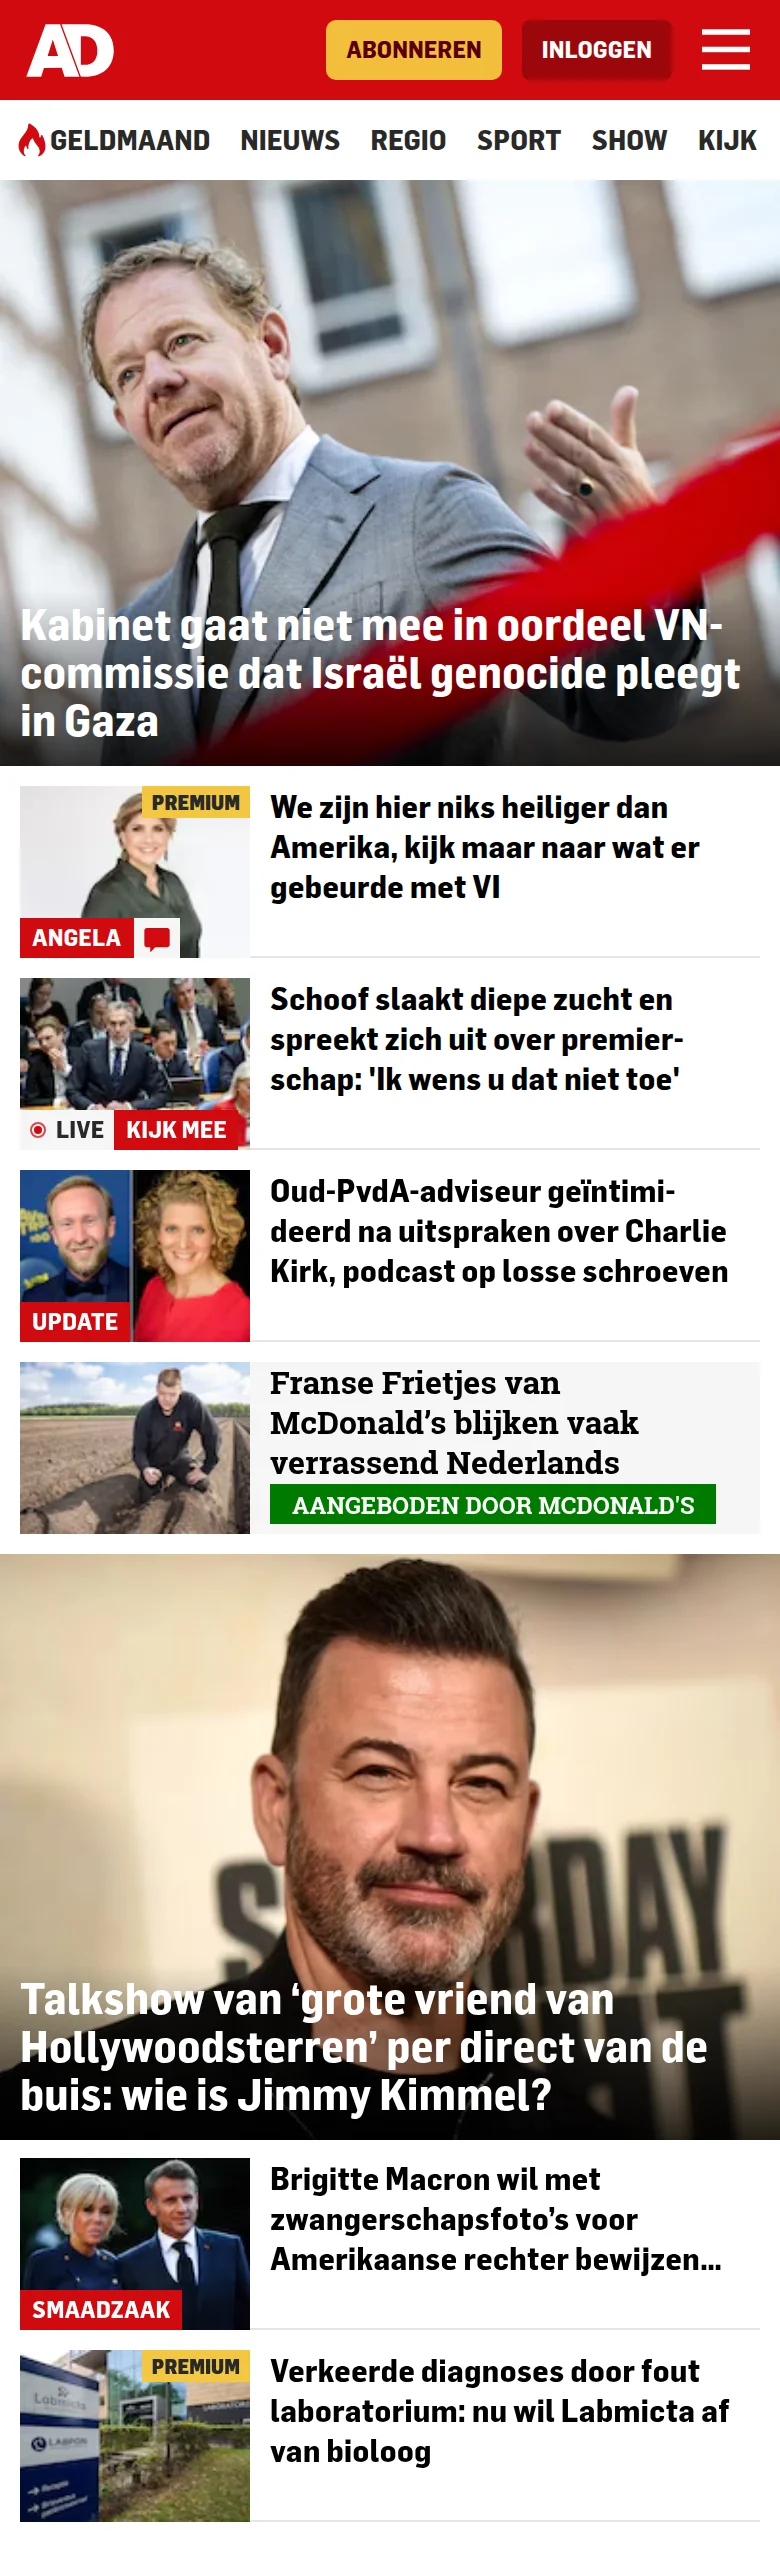 AD
ABONNEREN
INLOGGEN
GELDMAAND NIEUWS REGIO SPORT SHOW KIJK
Kabinet gaat niet mee in oordeel VN-
commissie dat Israël genocide pleegt
in Gaza
PREMIUM
ANGELA
We zijn hier niks heiliger dan
Amerika, kijk maar naar wat er
gebeurde met VI
LIVE KIJK MEE
Schoof slaakt diepe zucht en
spreekt zich uit over premier-
schap: 'Ik wens u dat niet toe'
UPDATE
Oud-PvdA-adviseur geïntimi-
deerd na uitspraken over Charlie
Kirk, podcast op losse schroeven
Franse Frietjes van
McDonald’s blijken vaak
verrassend Nederlands
AANGEBODEN DOOR MCDONALD'S
Talkshow van ‘grote vriend van
Hollywoodsterren’ per direct van de
buis: wie is Jimmy Kimmel?
SMAADZAAK
Brigitte Macron wil met
zwangerschapsfoto’s voor
Amerikaanse rechter bewijzen...
PREMIUM
Labmicta
LABPON
Verkeerde diagnoses door fout
laboratorium: nu wil Labmicta af
van bioloog